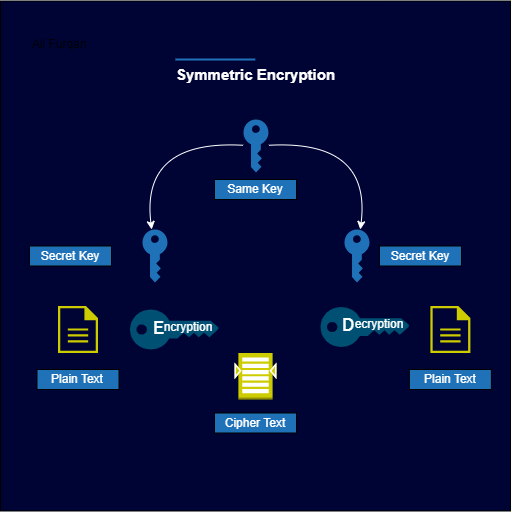 Symmetric Encryption
Same Key
Secret Key
Secret Key
Encryption
Decryption
Plain Text
Plain Text
Cipher Text